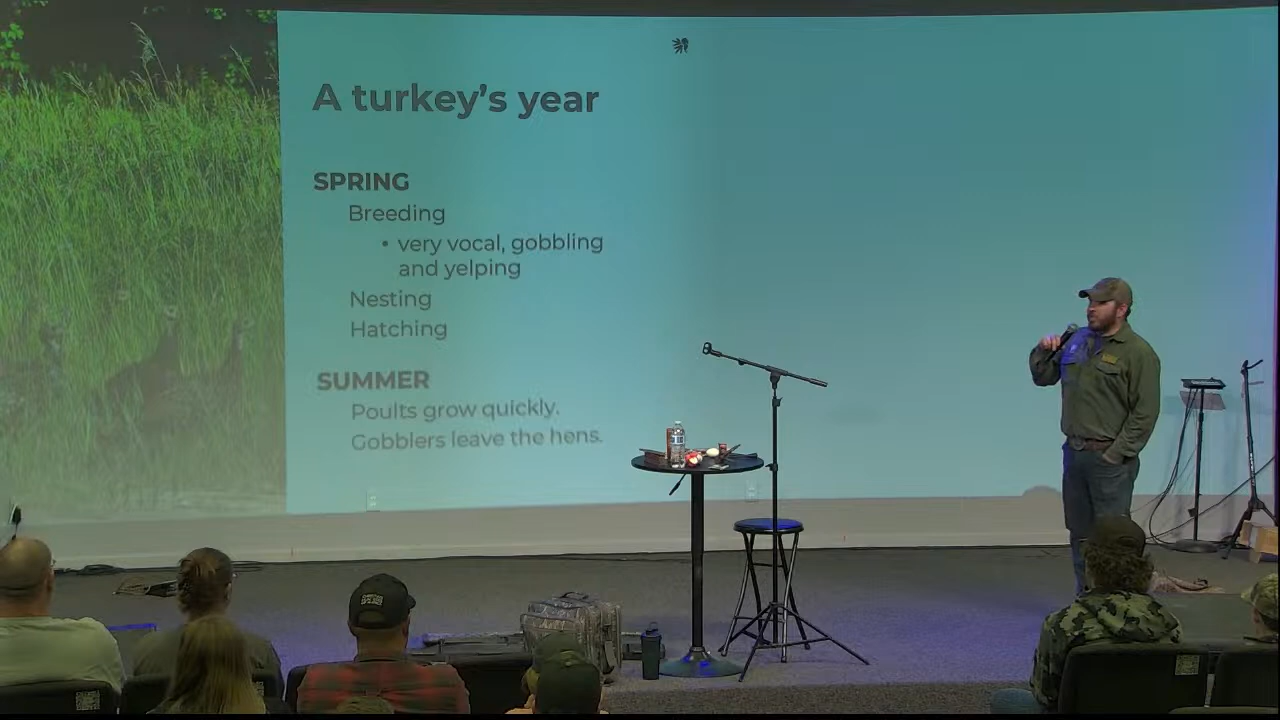 A turkey's year
SPRING
Breeding
• very vocal, gobbling
and yelping
Nesting
Hatching
SUMMER
Poults grow quickly.
Gobblers leave the hens.